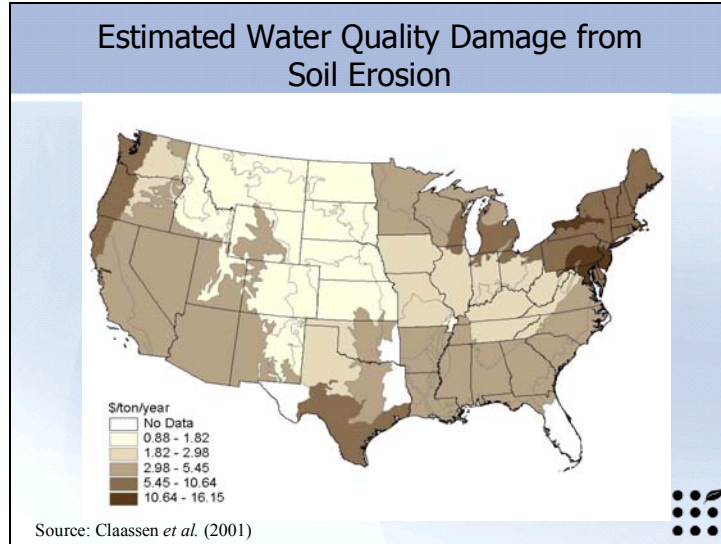 Estimated Water Quality Damage from
Soil Erosion
$/ton/year
No Data
0.88 - 1.82
1.82 - 2.98
2.98 - 5.45
5.45 - 10.64
10.64 - 16.15
Source: Claassen et al. (2001)